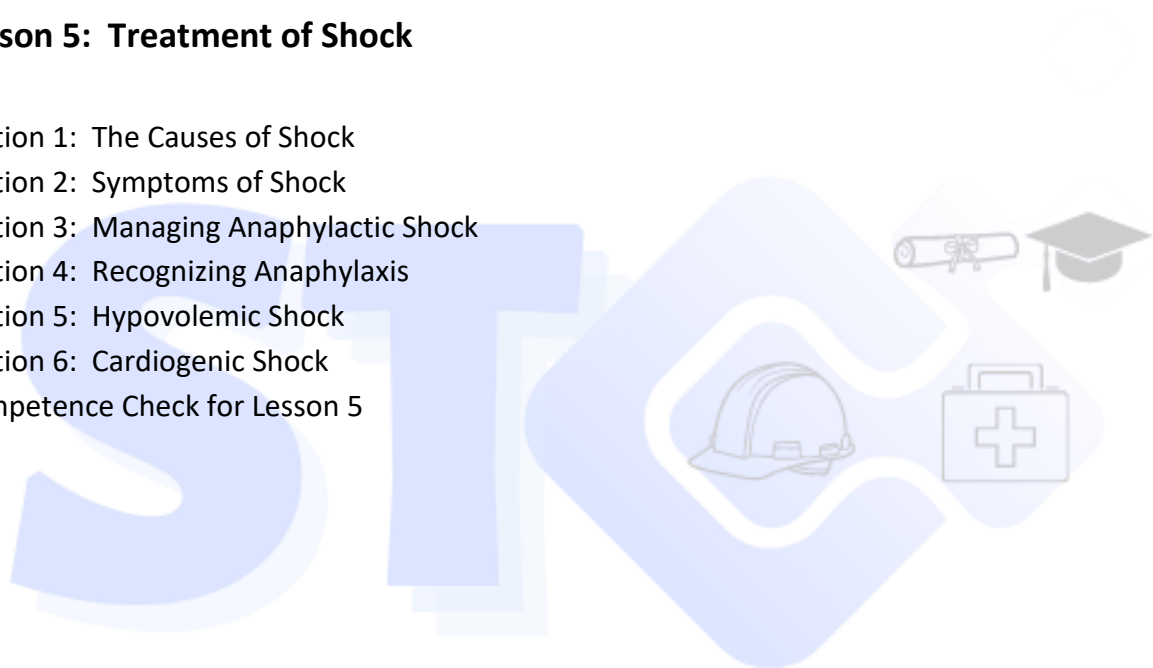 son 5: Treatment of Shock
tion 1: The Causes of Shock
tion 2: Symptoms of Shock
tion 3: Managing Anaphylactic Shock
tion 4: Recognizing Anaphylaxis
tion 5: Hypovolemic Shock
tion 6: Cardiogenic Shock
mpetence Check for Lesson 5
STC